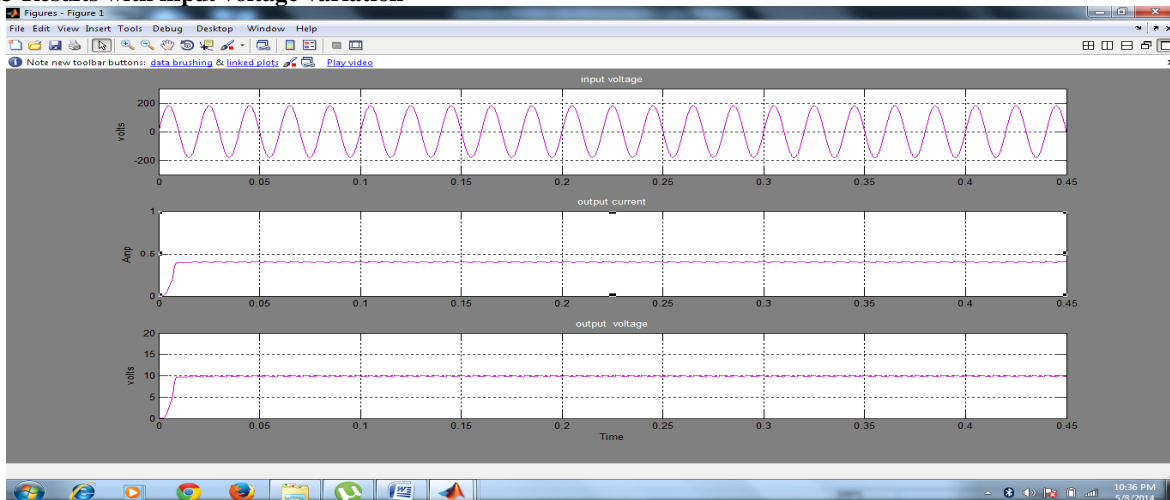 Results with input voltage variation
Figures - Figure 1
File Edit View Insert Tools Debug Desktop Window Help
Note new toolbar buttons: data brushing & linked plots Play video
input voltage
200
0
-200
volts
0 0.05 0.1 0.15 0.2 0.25 0.3 0.35 0.4 0.45
output current
1
0.5
0
Amp
0 0.05 0.1 0.15 0.2 0.25 0.3 0.35 0.4 0.45
output voltage
20
15
10
5
0
volts
0 0.05 0.1 0.15 0.2 0.25 0.3 0.35 0.4 0.45
Time
10:36 PM
5/8/2014